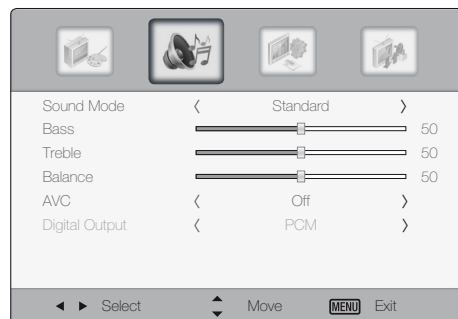 Sound Mode 〈 Standard 〉
Bass 50
Treble 50
Balance 50
AVC 〈 Off 〉
Digital Output 〈 PCM 〉
◀ ▶ Select ▲▼ Move MENU Exit